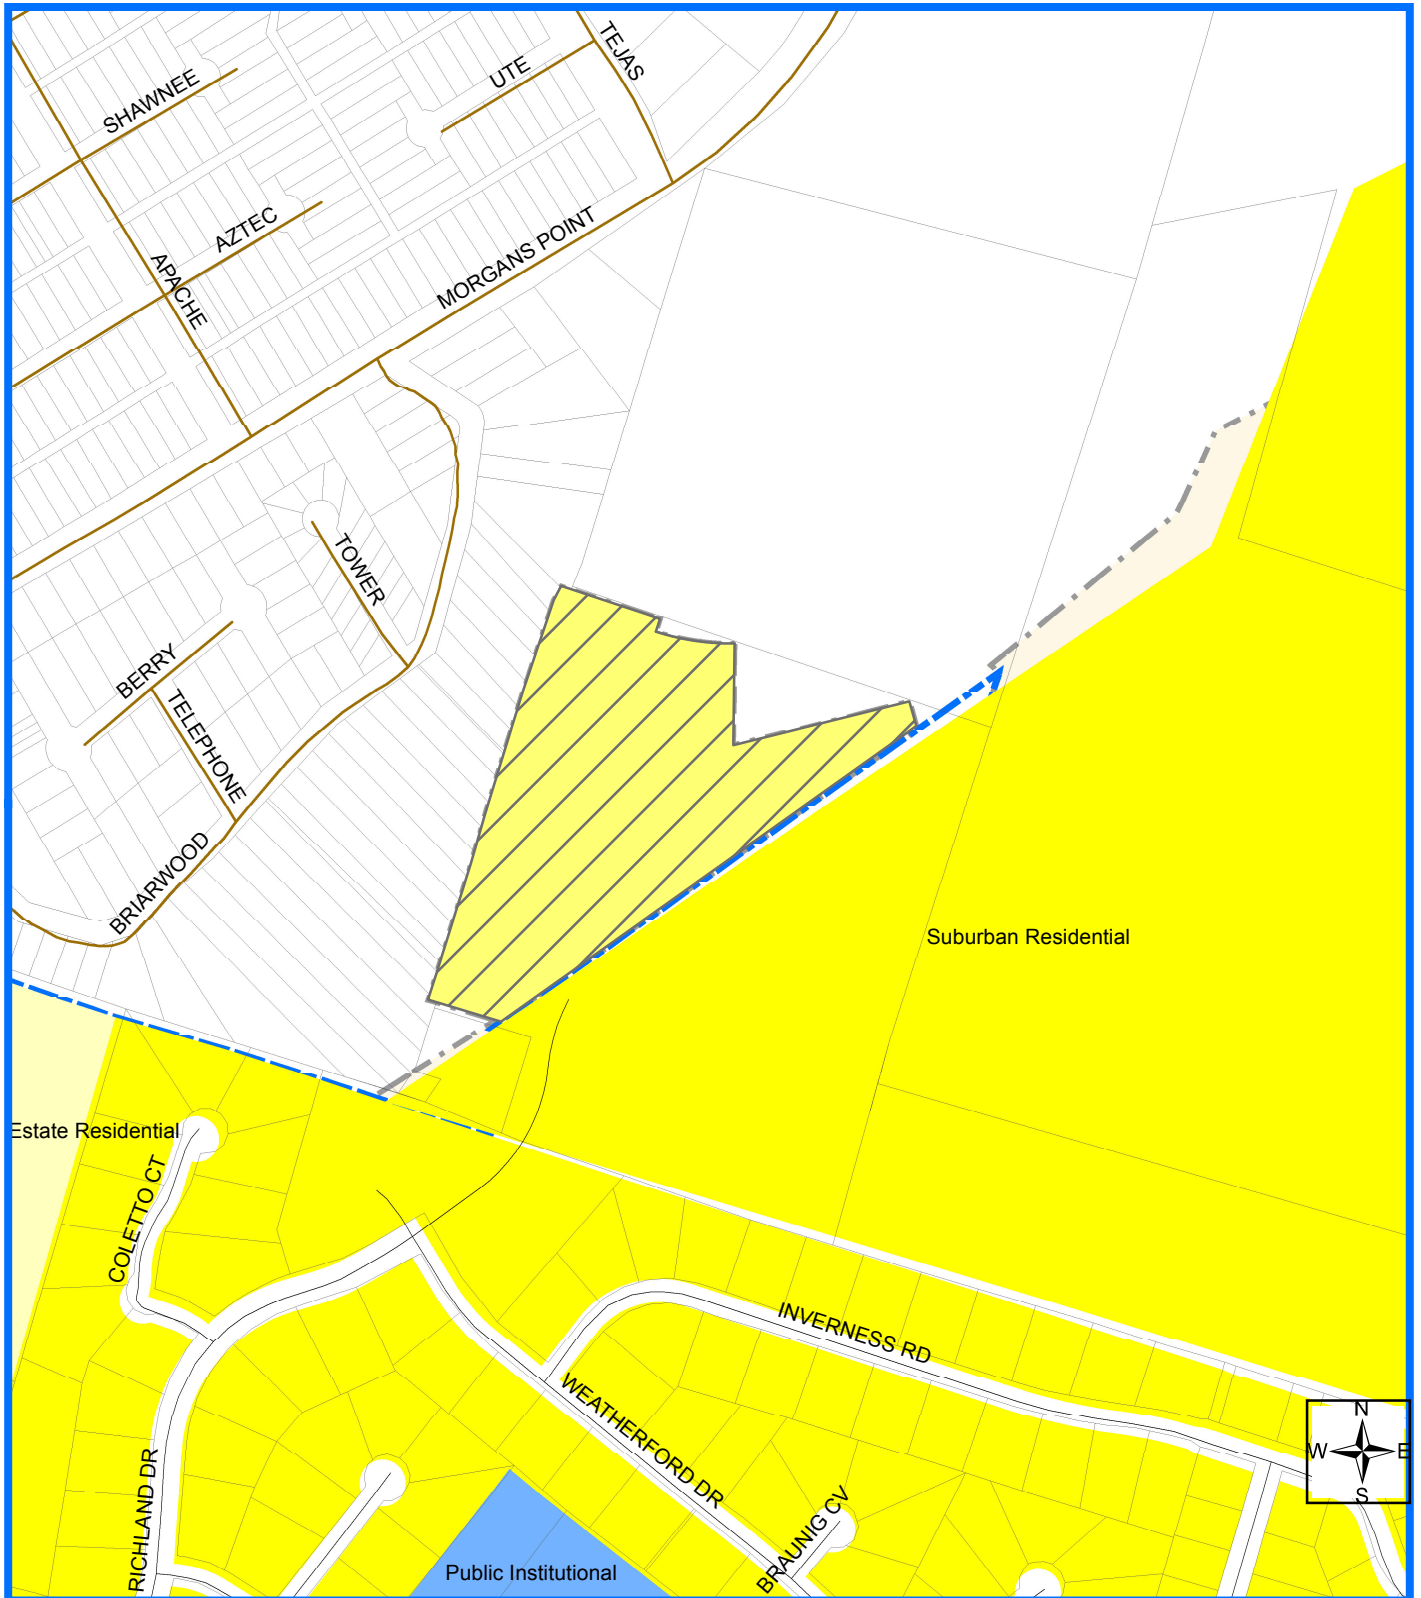 TEJAS
UTE
SHAWNEE
AZTEC
MORGANS POINT
APACHE
TOWER
BERRY
TELEPHONE
BRIARWOOD
Suburban Residential
Estate Residential
COLETTO CT
INVERNESS RD
WEATHERFORD DR
N
W
E
S
RICHLAND DR
BRAUNIG CV
Public Institutional